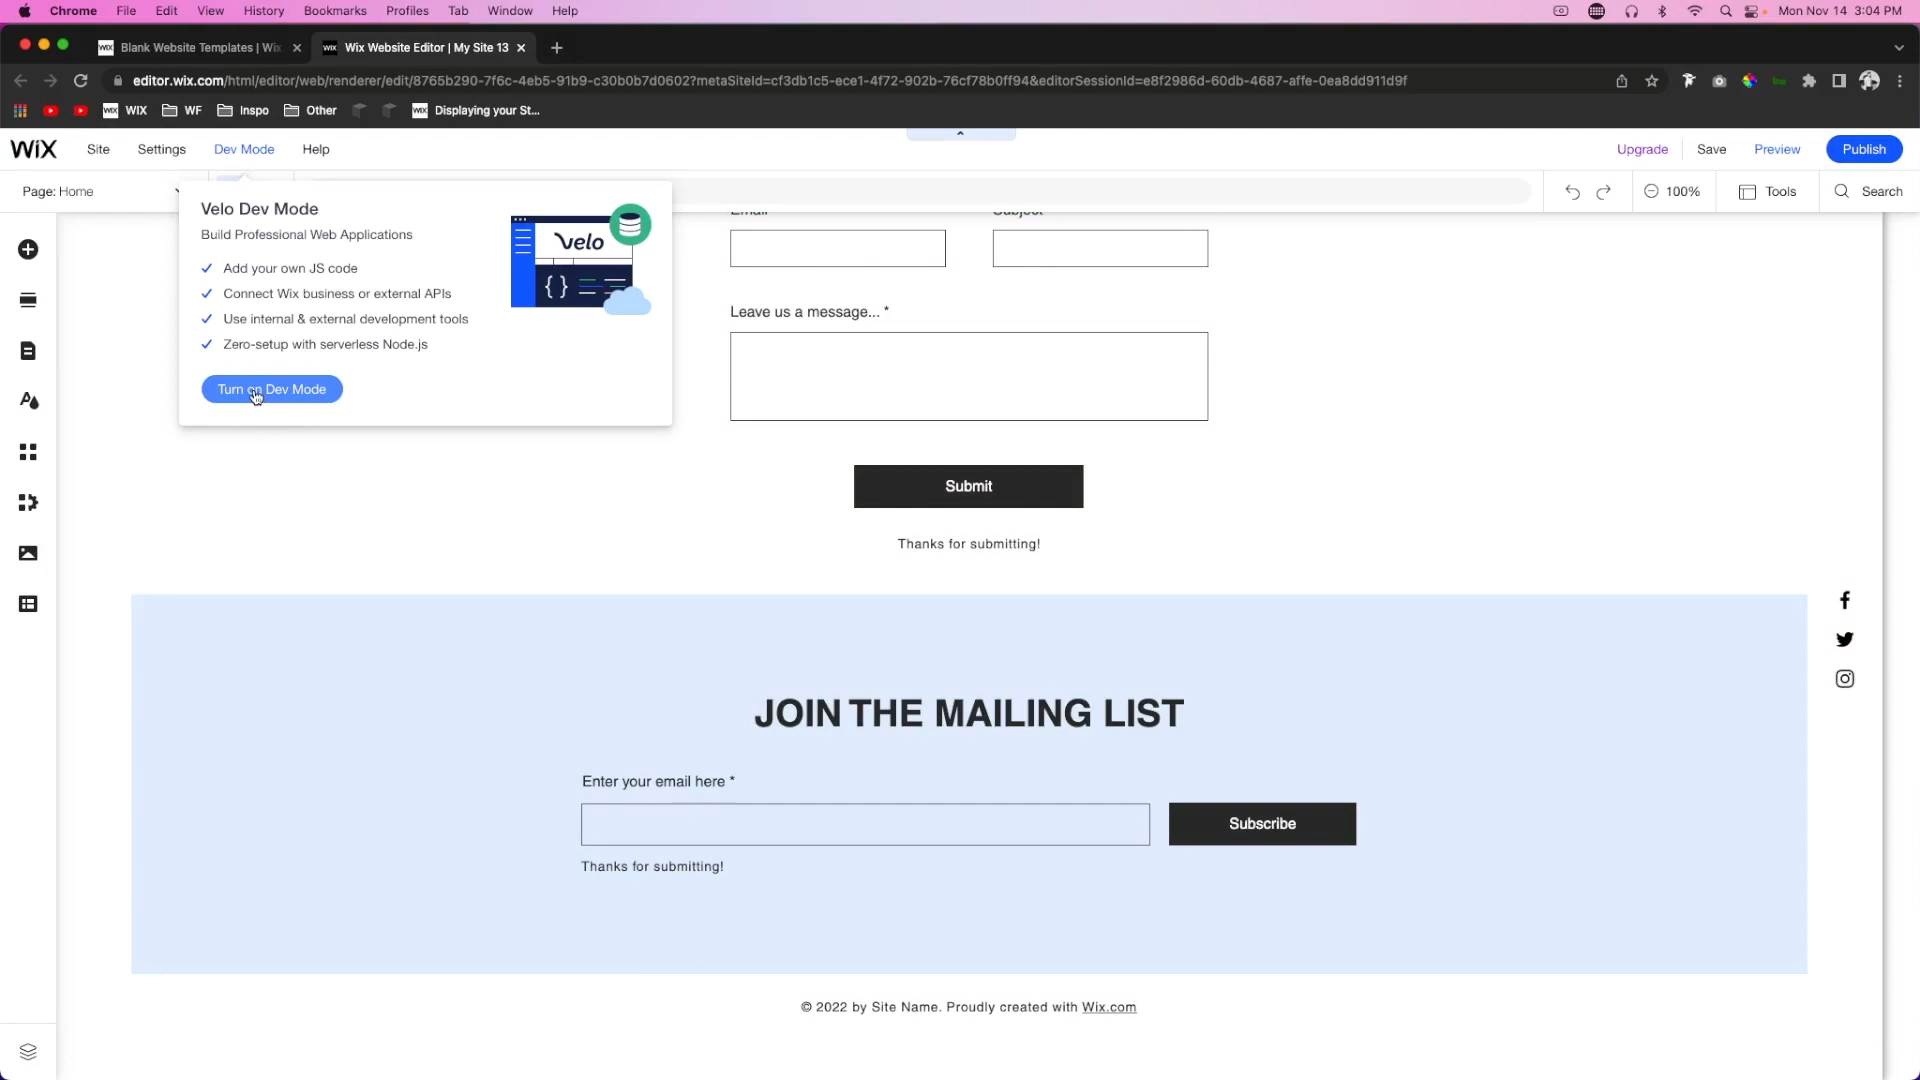 Chrome File Edit View History Bookmarks Profiles Tab Window Help Mon Nov 14 3:04 PM
WIX Blank Website Templates | Wix WIX Wix Website Editor | My Site 13
editor.wix.com/html/editor/web/renderer/edit/8765b290-7f6c-4eb5-91b9-c30b0b7d0602?metaSiteId=cf3db1c5-ece1-4f72-902b-76cf78b0ff94&editorSessionId=e8f2986d-60db-4687-affe-0ea8dd911d9f
WIX WIX WF Inspo Other WIX Displaying your St...
WIX Site Settings Dev Mode Help Upgrade Save Preview Publish
Page: Home 100% Tools Search
Velo Dev Mode
Build Professional Web Applications
Add your own JS code
Connect Wix business or external APIs
Use internal & external development tools
Zero-setup with serverless Node.js
Turn on Dev Mode
velo
{ }
Email Subject
Leave us a message... *
Submit
Thanks for submitting!
JOIN THE MAILING LIST
Enter your email here *
Subscribe
Thanks for submitting!
© 2022 by Site Name. Proudly created with Wix.com